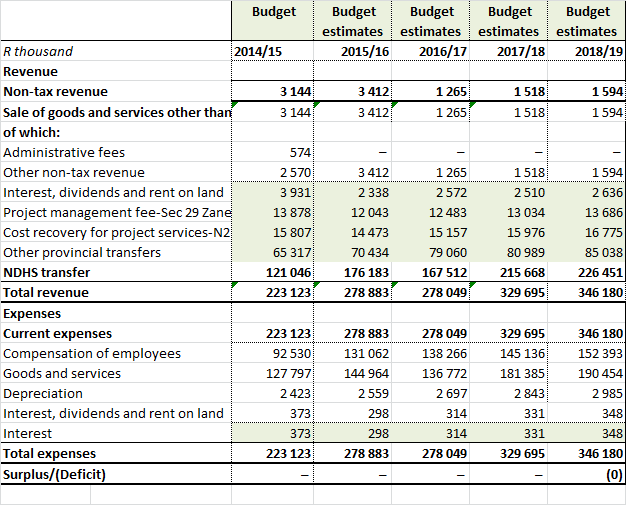 Budget Budget estimates Budget estimates Budget estimates Budget estimates
R thousand 2014/15 2015/16 2016/17 2017/18 2018/19
Revenue
Non-tax revenue 3 144 3 412 1 265 1 518 1 594
Sale of goods and services other than 3 144 3 412 1 265 1 518 1 594
of which:
Administrative fees 574 – – – –
Other non-tax revenue 2 570 3 412 1 265 1 518 1 594
Interest, dividends and rent on land 3 931 2 338 2 572 2 510 2 636
Project management fee-Sec 29 Zane 13 878 12 043 12 483 13 034 13 686
Cost recovery for project services-N2 15 807 14 473 15 157 15 976 16 775
Other provincial transfers 65 317 70 434 79 060 80 989 85 038
NDHS transfer 121 046 176 183 167 512 215 668 226 451
Total revenue 223 123 278 883 278 049 329 695 346 180
Expenses
Current expenses 223 123 278 883 278 049 329 695 346 180
Compensation of employees 92 530 131 062 138 266 145 136 152 393
Goods and services 127 797 144 964 136 772 181 385 190 454
Depreciation 2 423 2 559 2 697 2 843 2 985
Interest, dividends and rent on land 373 298 314 331 348
Interest 373 298 314 331 348
Total expenses 223 123 278 883 278 049 329 695 346 180
Surplus/(Deficit) – – – – (0)